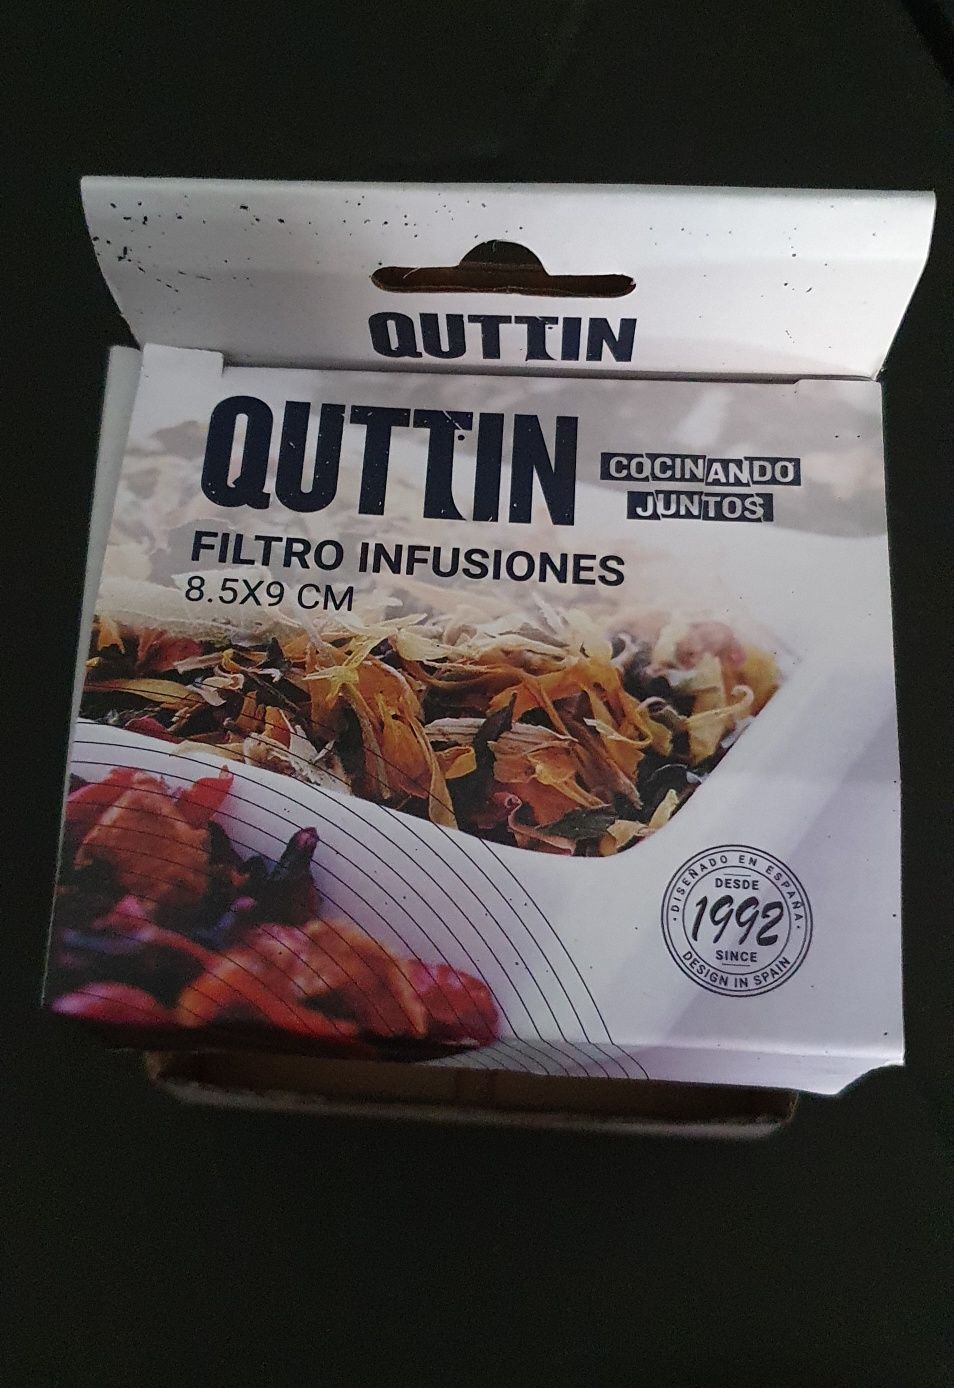 QUTTIN
QUTTIN
COCINANDO
JUNTOS
FILTRO INFUSIONES
8.5X9 CM
DISEÑADO EN ESPAÑA
DESDE
1992
SINCE
DESIGN IN SPAIN